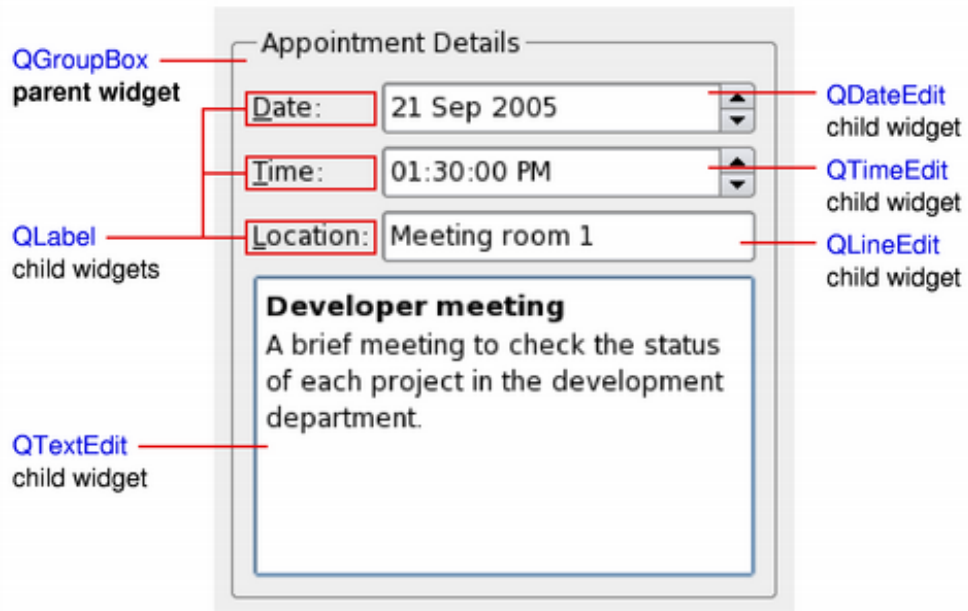 Appointment Details
QGroupBox
parent widget
Date:
21 Sep 2005
QDateEdit
child widget
Time:
01:30:00 PM
QTimeEdit
child widget
QLabel
child widgets
Location:
Meeting room 1
QLineEdit
child widget
Developer meeting
A brief meeting to check the status
of each project in the development
department.
QTextEdit
child widget